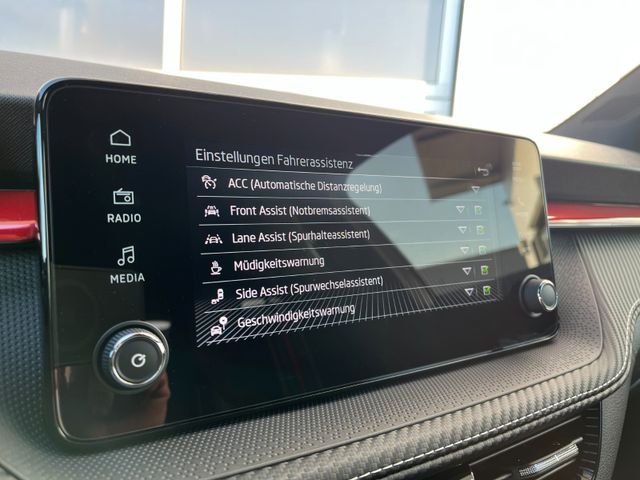 HOME
RADIO
MEDIA
Einstellungen Fahrerassistenz
ACC (Automatische Distanzregelung)
Front Assist (Notbremsassistent)
Lane Assist (Spurhalteassistent)
Müdigkeitswarnung
Side Assist (Spurwechselassistent)
Geschwindigkeitswarnung